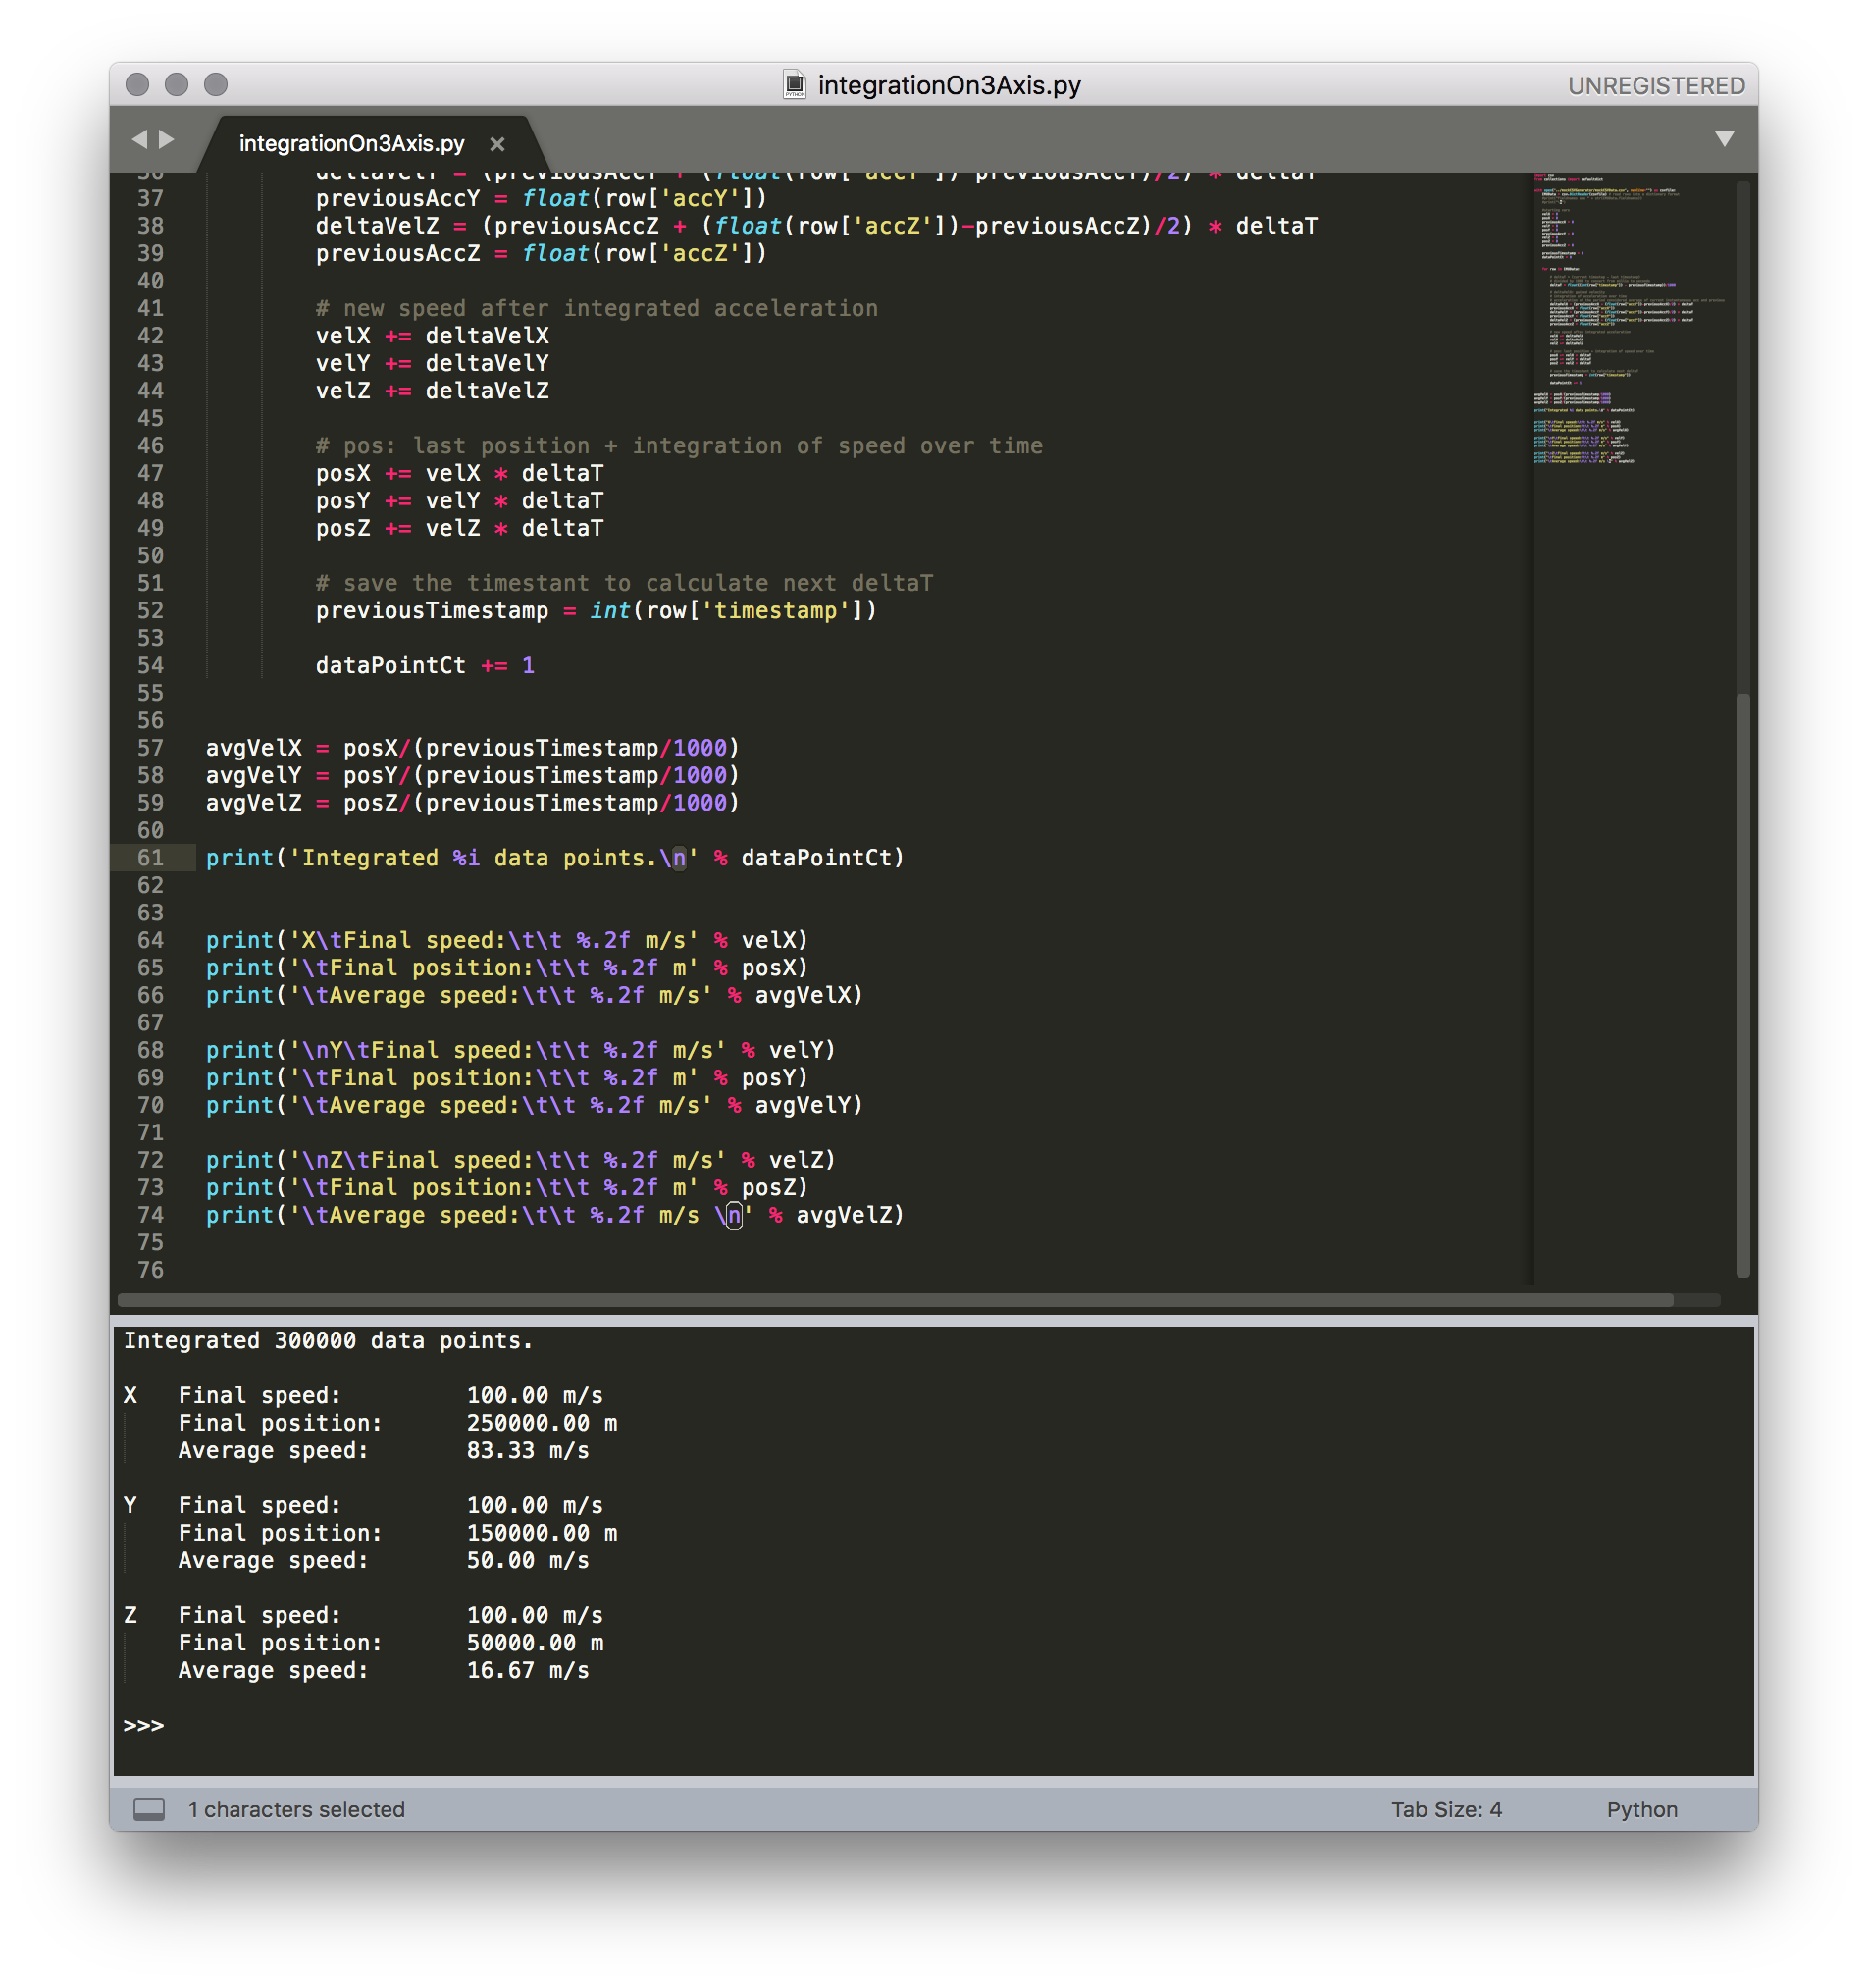 integrationOn3Axis.py
UNREGISTERED
integrationOn3Axis.py ×
36 deltaVelY = (previousAccY + (float(row['accY'])-previousAccY)/2) * deltaT
37 previousAccY = float(row['accY'])
38 deltaVelZ = (previousAccZ + (float(row['accZ'])-previousAccZ)/2) * deltaT
39 previousAccZ = float(row['accZ'])
40
41 # new speed after integrated acceleration
42 velX += deltaVelX
43 velY += deltaVelY
44 velZ += deltaVelZ
45
46 # pos: last position + integration of speed over time
47 posX += velX * deltaT
48 posY += velY * deltaT
49 posZ += velZ * deltaT
50
51 # save the timestant to calculate next deltaT
52 previousTimestamp = int(row['timestamp'])
53
54 dataPointCt += 1
55
56
57 avgVelX = posX/(previousTimestamp/1000)
58 avgVelY = posY/(previousTimestamp/1000)
59 avgVelZ = posZ/(previousTimestamp/1000)
60
61 print('Integrated %i data points.\n' % dataPointCt)
62
63
64 print('X\tFinal speed:\t\t %.2f m/s' % velX)
65 print('\tFinal position:\t\t %.2f m' % posX)
66 print('\tAverage speed:\t\t %.2f m/s' % avgVelX)
67
68 print('\nY\tFinal speed:\t\t %.2f m/s' % velY)
69 print('\tFinal position:\t\t %.2f m' % posY)
70 print('\tAverage speed:\t\t %.2f m/s' % avgVelY)
71
72 print('\nZ\tFinal speed:\t\t %.2f m/s' % velZ)
73 print('\tFinal position:\t\t %.2f m' % posZ)
74 print('\tAverage speed:\t\t %.2f m/s \n' % avgVelZ)
75
76
Integrated 300000 data points.
X Final speed: 100.00 m/s
Final position: 250000.00 m
Average speed: 83.33 m/s
Y Final speed: 100.00 m/s
Final position: 150000.00 m
Average speed: 50.00 m/s
Z Final speed: 100.00 m/s
Final position: 50000.00 m
Average speed: 16.67 m/s
>>>
1 characters selected
Tab Size: 4
Python